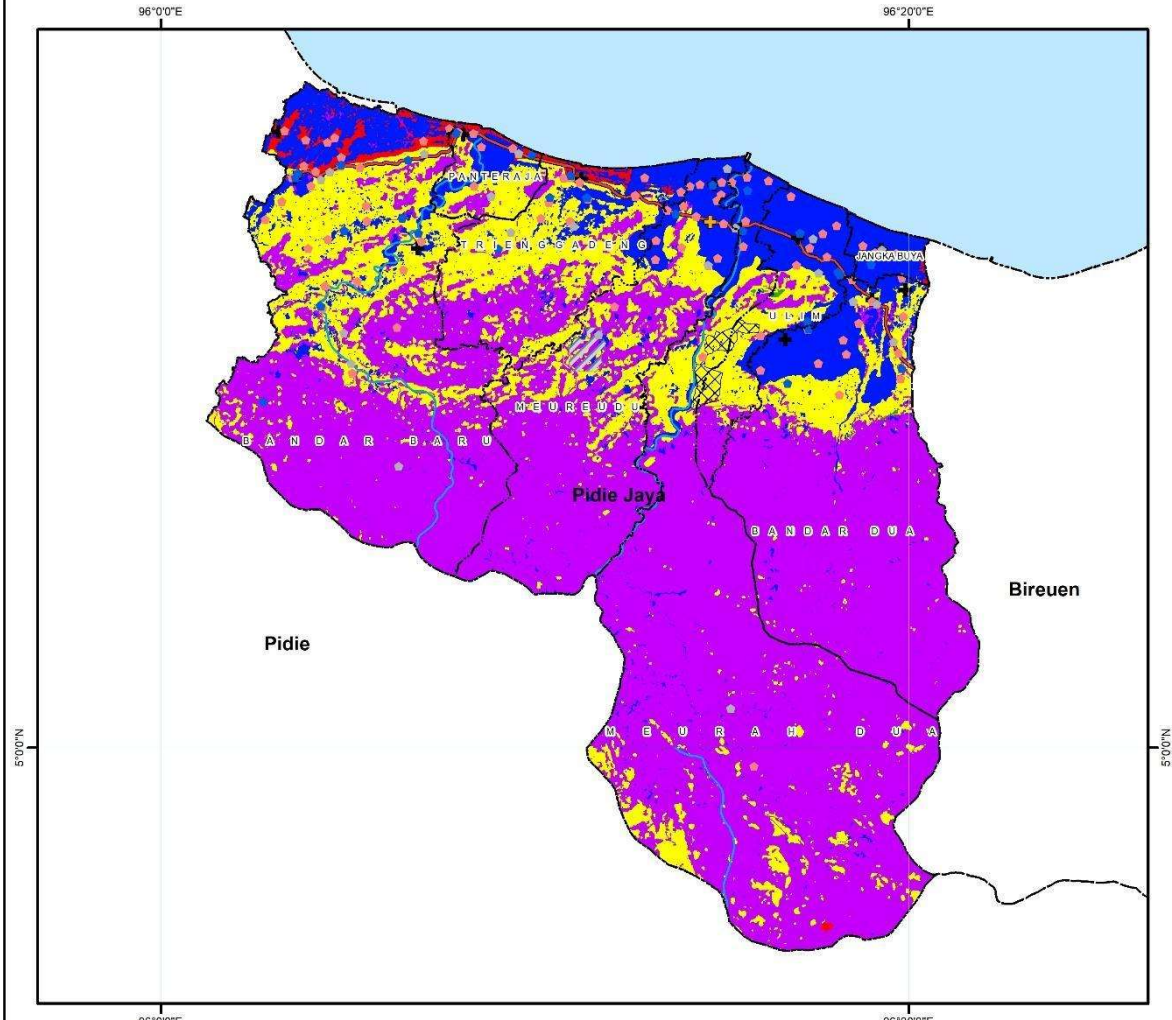 96°0'0"E 96°20'0"E
PANTERAJA
TRIENGGADENG
JANGKA BUYA
ULIM
MEUREUDU
BANDAR BARU
Pidie Jaya
BANDAR DUA
Bireuen
Pidie
MEURAH DUA
5°0'0"N 5°0'0"N